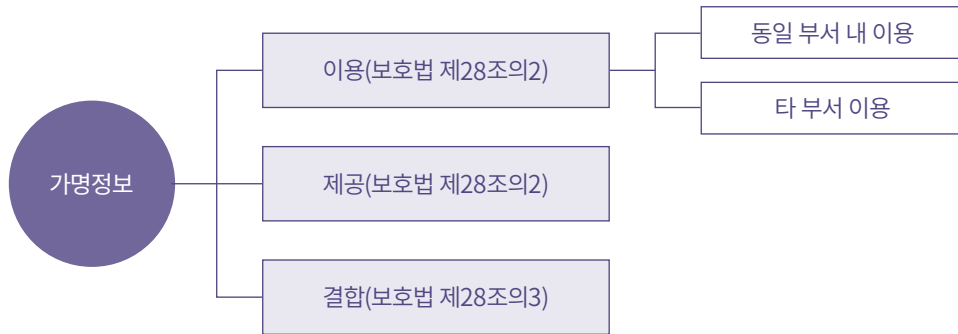 가명정보
이용(보호법 제28조의2)
동일 부서 내 이용
타 부서 이용
제공(보호법 제28조의2)
결합(보호법 제28조의3)